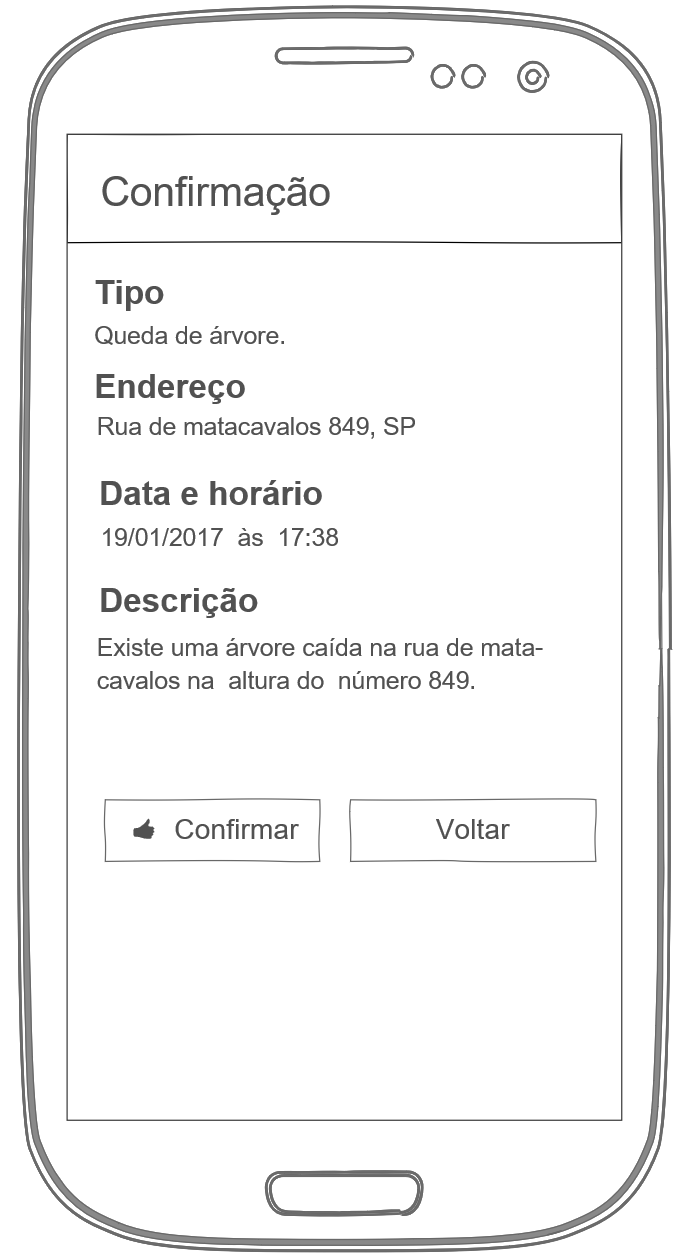 Confirmação
Tipo
Queda de árvore.
Endereço
Rua de matacavalos 849, SP
Data e horário
19/01/2017 às 17:38
Descrição
Existe uma árvore caída na rua de mata-
cavalos na altura do número 849.
Confirmar
Voltar